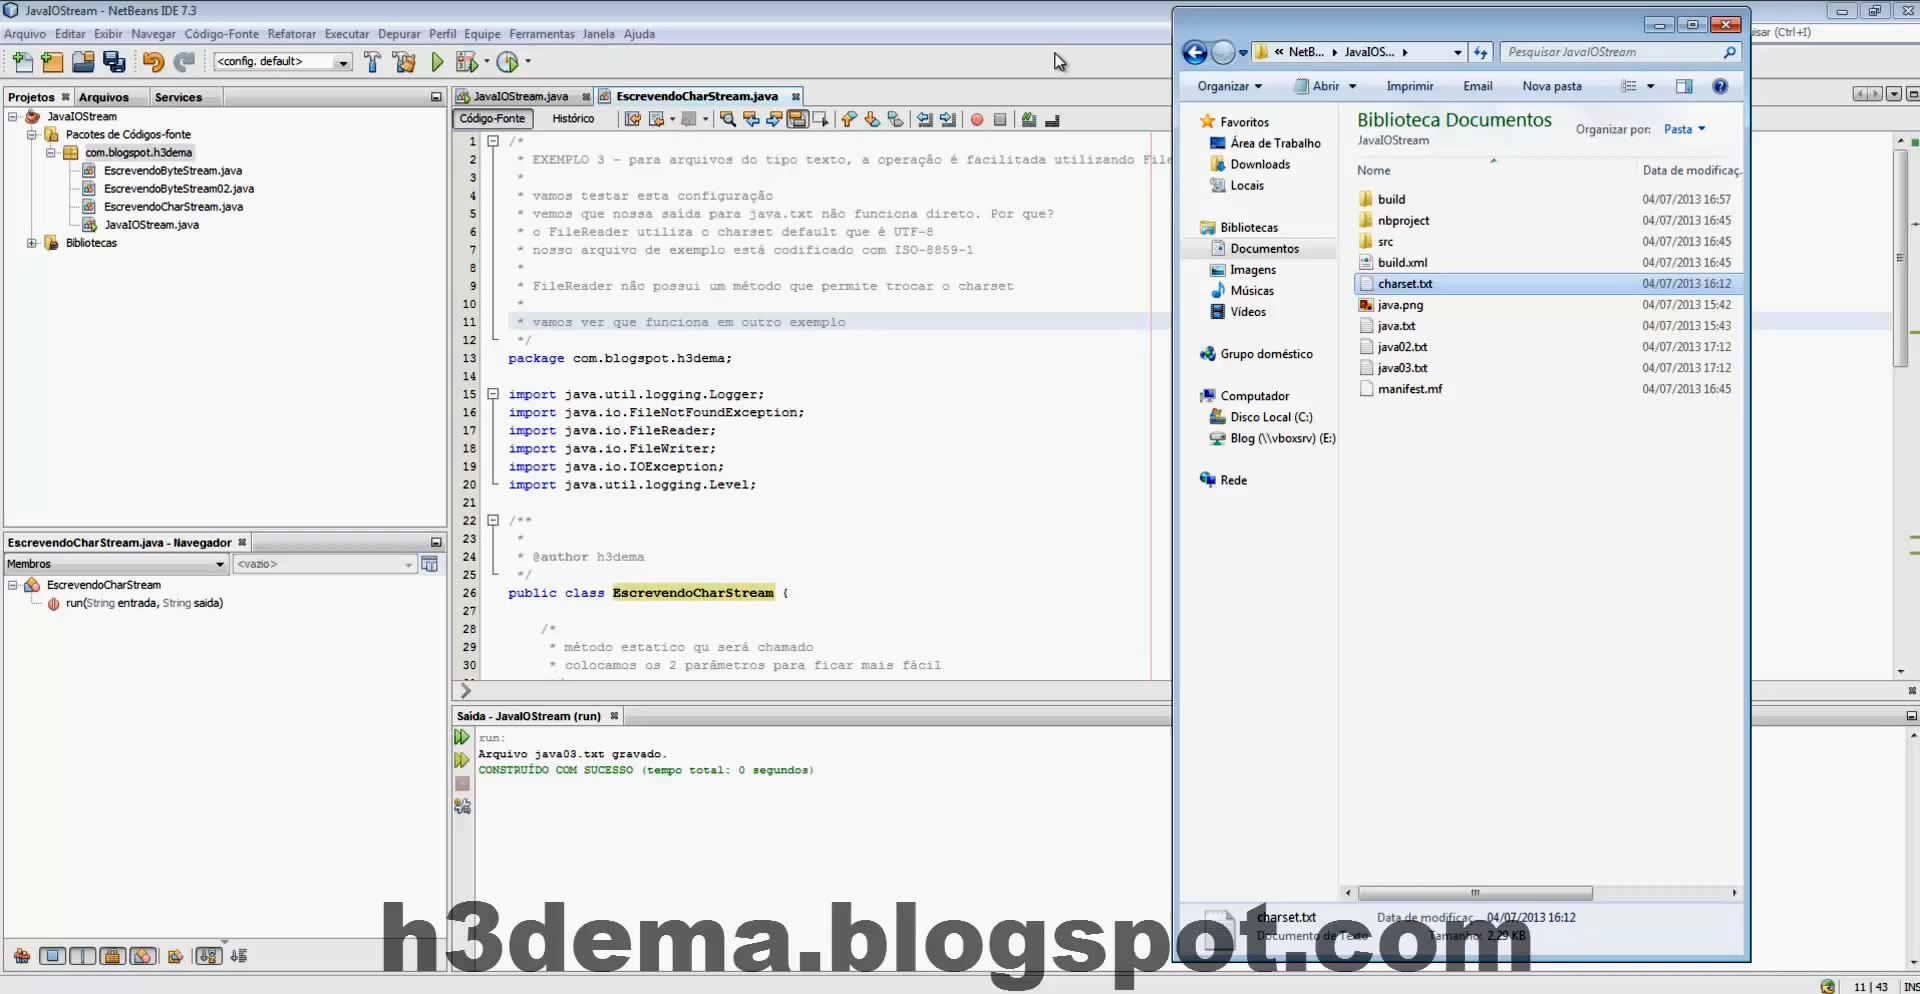 JavaIOStream - NetBeans IDE 7.3
Arquivo Editar Exibir Navegar Código-Fonte Refatorar Executar Depurar Perfil Equipe Ferramentas Janela Ajuda
isar (Ctrl+I)
<config. default>
Projetos Arquivos Services
JavaIOStream
Pacotes de Códigos-fonte
com.blogspot.h3dema
EscrevendoByteStream.java
EscrevendoByteStream02.java
EscrevendoCharStream.java
JavaIOStream.java
Bibliotecas
EscrevendoCharStream.java - Navegador
Membros <vazio>
EscrevendoCharStream
run(String entrada, String saida)
JavaIOStream.java EscrevendoCharStream.java
Código-Fonte Histórico
1 /*
2 * EXEMPLO 3 - para arquivos do tipo texto, a operação é facilitada utilizando File
3 *
4 * vamos testar esta configuração
5 * vemos que nossa saída para java.txt não funciona direto. Por que?
6 * o FileReader utiliza o charset default que é UTF-8
7 * nosso arquivo de exemplo está codificado com ISO-8859-1
8 *
9 * FileReader não possui um método que permite trocar o charset
10 *
11 * vamos ver que funciona em outro exemplo
12 */
13 package com.blogspot.h3dema;
14
15 import java.util.logging.Logger;
16 import java.io.FileNotFoundException;
17 import java.io.FileReader;
18 import java.io.FileWriter;
19 import java.io.IOException;
20 import java.util.logging.Level;
21
22 /**
23 *
24 * @author h3dema
25 */
26 public class EscrevendoCharStream {
27
28 /*
29 * método estatico qu será chamado
30 * colocamos os 2 parâmetros para ficar mais fácil
Saída - JavaIOStream (run)
run:
Arquivo java03.txt gravado.
CONSTRUÍDO COM SUCESSO (tempo total: 0 segundos)
« NetB... JavaIOS... Pesquisar JavaIOStream
Organizar Abrir Imprimir Email Nova pasta
Favoritos
Área de Trabalho
Downloads
Locais
Bibliotecas
Documentos
Imagens
Músicas
Vídeos
Grupo doméstico
Computador
Disco Local (C:)
Blog (\\vboxsrv) (E:)
Rede
Biblioteca Documentos
JavaIOStream
Organizar por: Pasta
Nome Data de modificaç.
build 04/07/2013 16:57
nbproject 04/07/2013 16:45
src 04/07/2013 16:45
build.xml 04/07/2013 16:45
charset.txt 04/07/2013 16:12
java.png 04/07/2013 15:42
java.txt 04/07/2013 15:43
java02.txt 04/07/2013 17:12
java03.txt 04/07/2013 17:12
manifest.mf 04/07/2013 16:45
charset.txt Data de modificaç... 04/07/2013 16:12
Documento de Texto Tamanho: 2,29 KB
h3dema.blogspot.com
11 | 43 INS